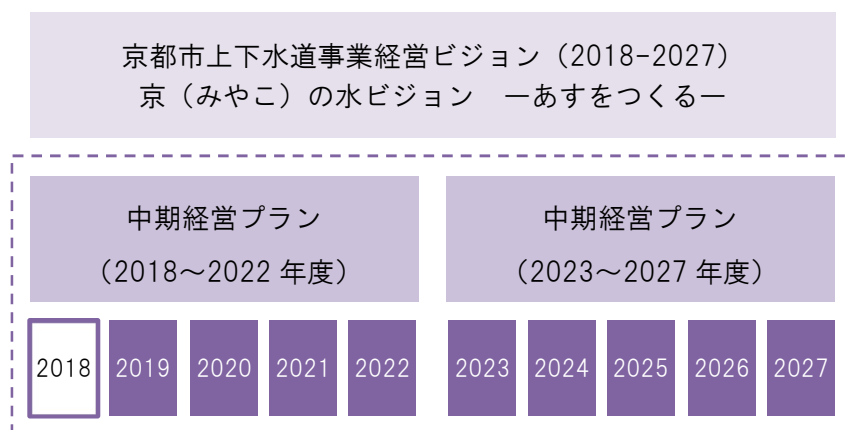 京都市上下水道事業経営ビジョン（2018-2027）
京（みやこ）の水ビジョン　―あすをつくる―
中期経営プラン
（2018～2022 年度）
中期経営プラン
（2023～2027 年度）
2018 2019 2020 2021 2022 2023 2024 2025 2026 2027